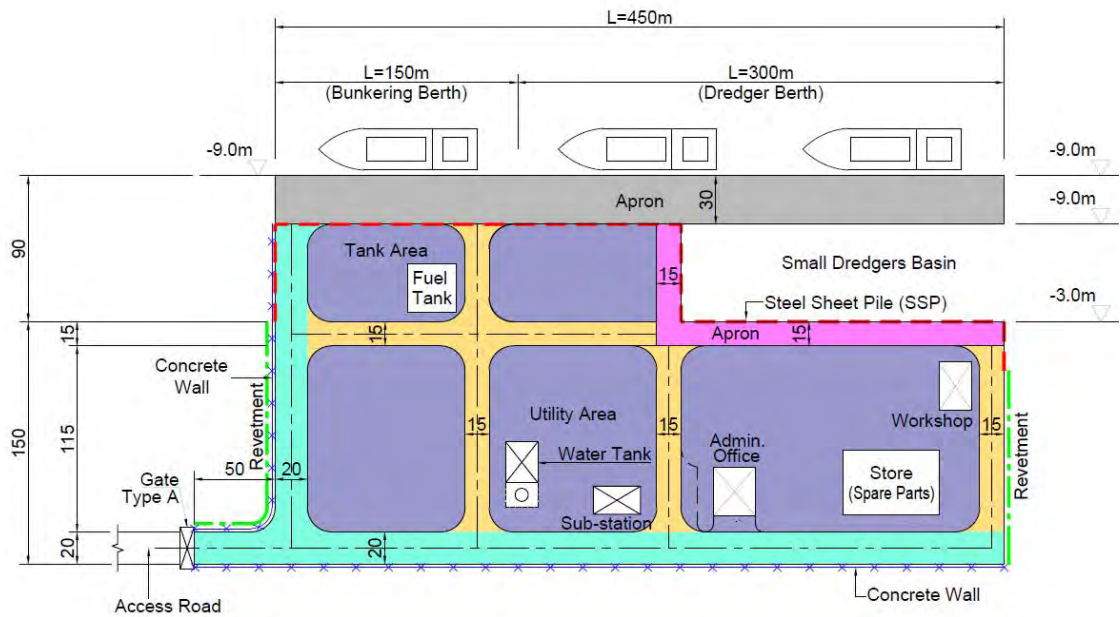 L=450m
L=150m
(Bunkering Berth)
L=300m
(Dredger Berth)
-9.0m
-9.0m
Apron
30
-9.0m
90
Tank Area
Fuel
Tank
15
Small Dredgers Basin
Steel Sheet Pile (SSP)
-3.0m
15
15
Apron
15
Concrete
Wall
Revetment
150
115
Utility Area
15
15
Workshop
15
Admin.
Office
Water Tank
Store
(Spare Parts)
Revetment
50
20
Gate
Type A
Sub-station
20
20
Access Road
Concrete Wall